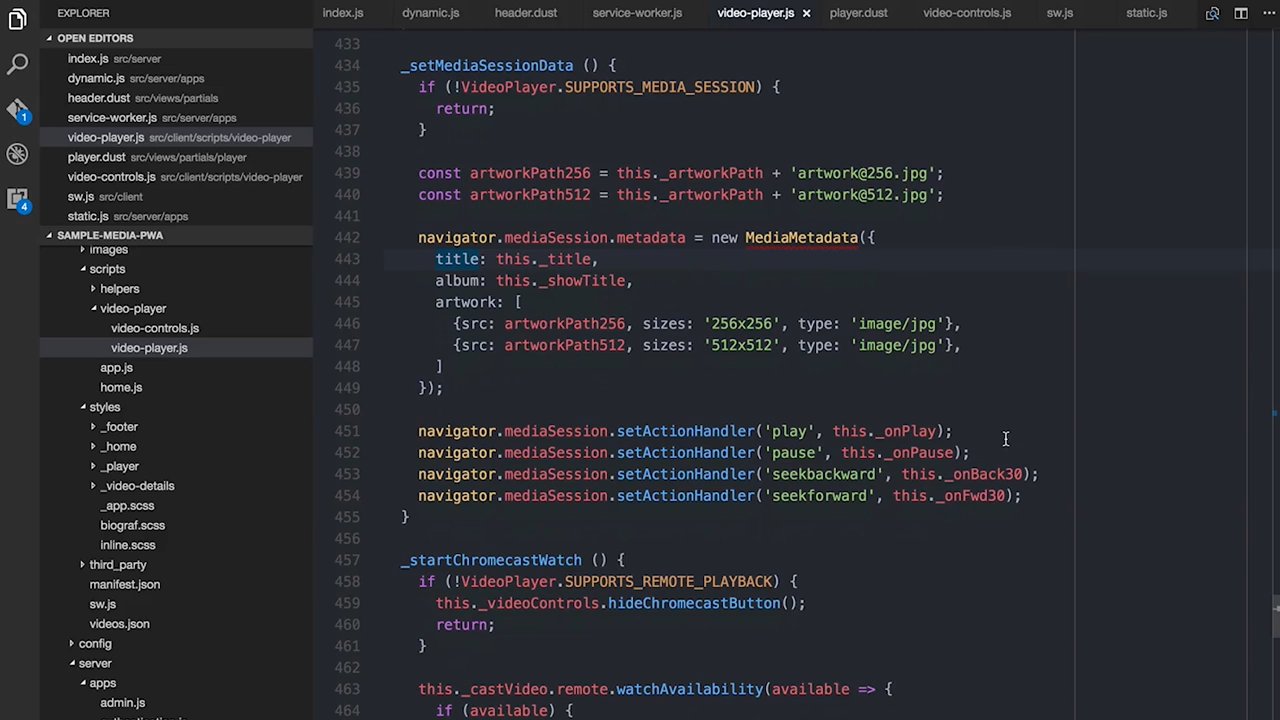 EXPLORER
OPEN EDITORS
index.js src/server
dynamic.js src/server/apps
header.dust src/views/partials
service-worker.js src/server/apps
video-player.js src/client/scripts/video-player
player.dust src/views/partials/player
video-controls.js src/client/scripts/video-player
sw.js src/client
static.js src/server/apps
SAMPLE-MEDIA-PWA
images
scripts
helpers
video-player
video-controls.js
video-player.js
app.js
home.js
styles
_footer
_home
_player
_video-details
_app.scss
biograf.scss
inline.scss
third_party
manifest.json
sw.js
videos.json
config
server
apps
admin.js
1
4
index.js dynamic.js header.dust service-worker.js video-player.js × player.dust video-controls.js sw.js static.js
433
434 _setMediaSessionData () {
435 if (!VideoPlayer.SUPPORTS_MEDIA_SESSION) {
436 return;
437 }
438
439 const artworkPath256 = this._artworkPath + 'artwork@256.jpg';
440 const artworkPath512 = this._artworkPath + 'artwork@512.jpg';
441
442 navigator.mediaSession.metadata = new MediaMetadata({
443 title: this._title,
444 album: this._showTitle,
445 artwork: [
446 {src: artworkPath256, sizes: '256x256', type: 'image/jpg'},
447 {src: artworkPath512, sizes: '512x512', type: 'image/jpg'},
448 ]
449 });
450
451 navigator.mediaSession.setActionHandler('play', this._onPlay);
452 navigator.mediaSession.setActionHandler('pause', this._onPause);
453 navigator.mediaSession.setActionHandler('seekbackward', this._onBack30);
454 navigator.mediaSession.setActionHandler('seekforward', this._onFwd30);
455 }
456
457 _startChromecastWatch () {
458 if (!VideoPlayer.SUPPORTS_REMOTE_PLAYBACK) {
459 this._videoControls.hideChromecastButton();
460 return;
461 }
462
463 this._castVideo.remote.watchAvailability(available => {
464 if (available) {